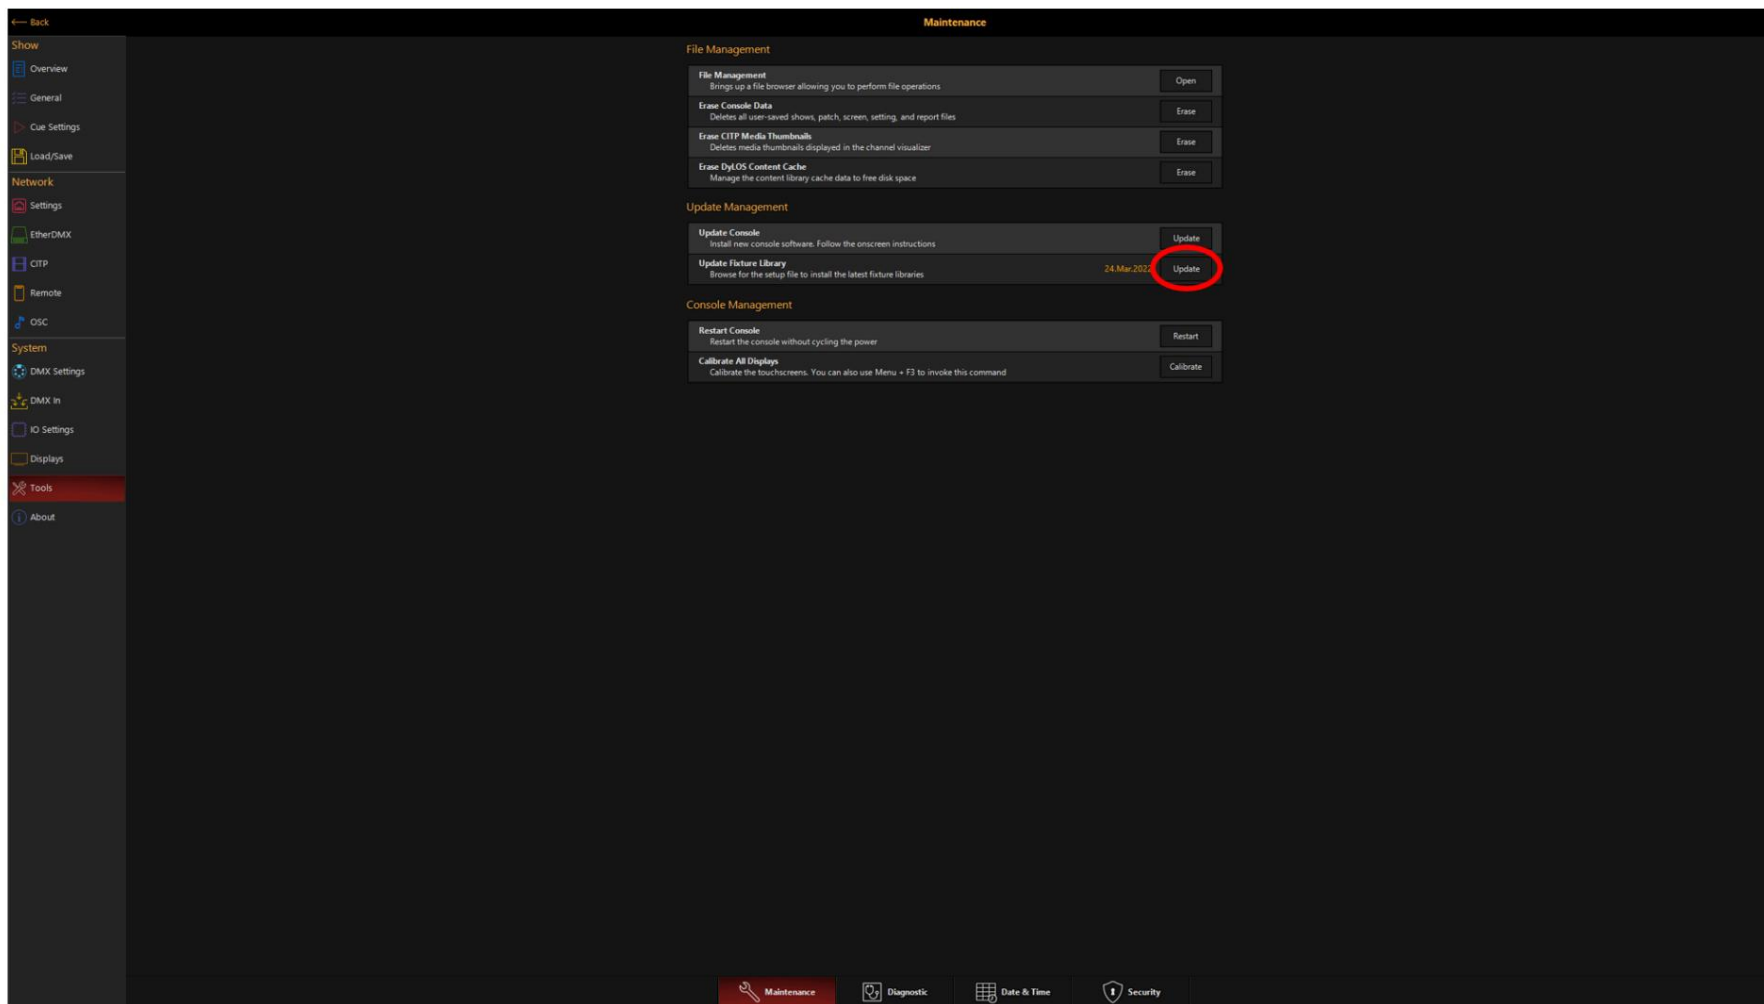 Back
Maintenance
Show
Overview
General
Cue Settings
Load/Save
Network
Settings
EtherDMX
CITP
Remote
OSC
System
DMX Settings
DMX In
IO Settings
Displays
Tools
About
File Management
File Management
Brings up a file browser allowing you to perform file operations
Open
Erase Console Data
Deletes all user-saved shows, patch, screen, setting, and report files
Erase
Erase CITP Media Thumbnails
Deletes media thumbnails displayed in the channel visualizer
Erase
Erase DyLOS Content Cache
Manage the content library cache data to free disk space
Erase
Update Management
Update Console
Install new console software. Follow the onscreen instructions
Update
Update Fixture Library
Browse for the setup file to install the latest fixture libraries
24.Mar.2022
Update
Console Management
Restart Console
Restart the console without cycling the power
Restart
Calibrate All Displays
Calibrate the touchscreens. You can also use Menu + F3 to invoke this command
Calibrate
Maintenance
Diagnostic
Date & Time
Security